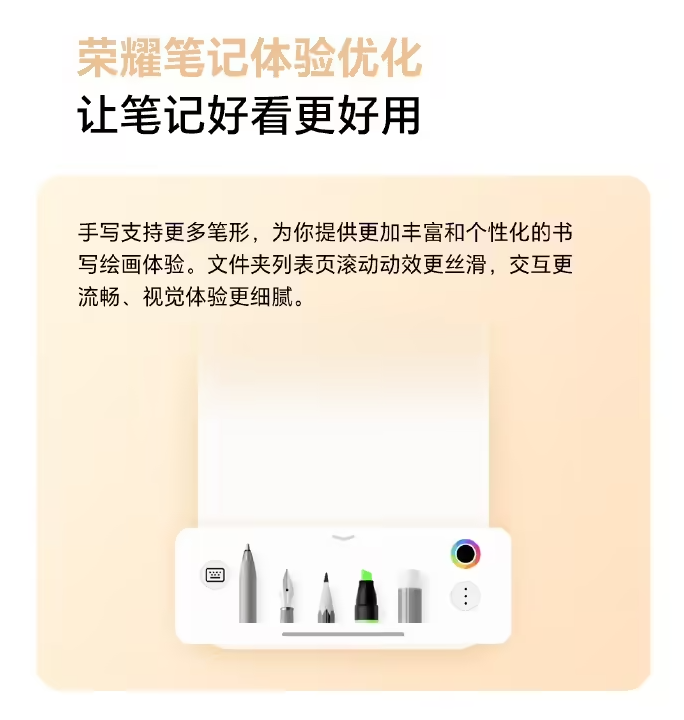 荣耀笔记体验优化
让笔记好看更好用
手写支持更多笔形，为你提供更加丰富和个性化的书
写绘画体验。文件夹列表页滚动动效更丝滑，交互更
流畅、视觉体验更细腻。